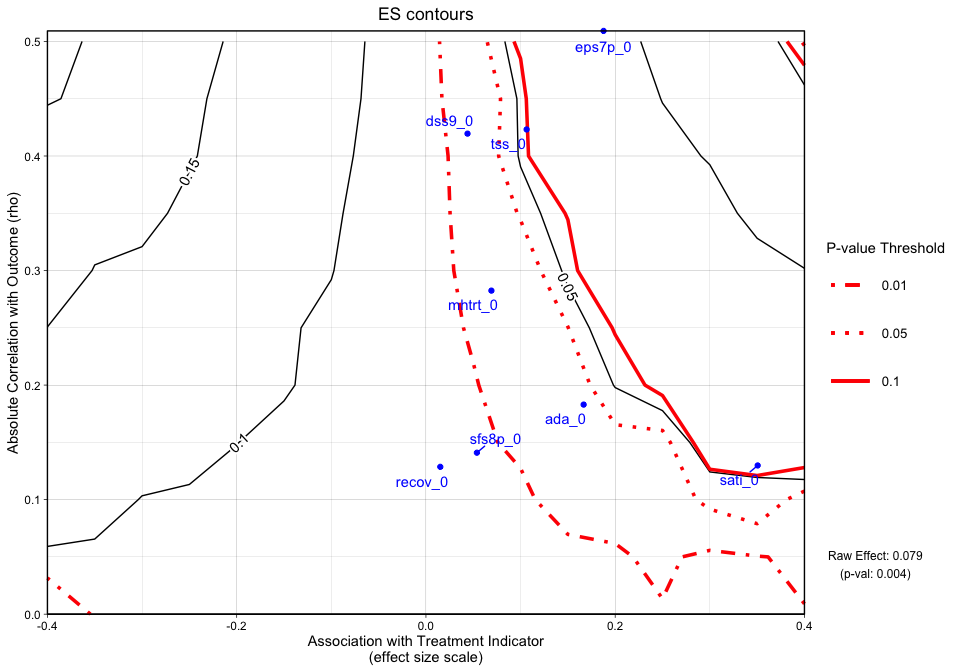 ES contours
Absolute Correlation with Outcome (rho)
0.5
0.4
0.3
0.2
0.1
0.0
eps7p_0
dss9_0
tss_0
0.15
0.05
mhtrt_0
ada_0
0.1
sfs8p_0
recov_0
sati_0
-0.4
-0.2
0.0
0.2
0.4
Association with Treatment Indicator
(effect size scale)
P-value Threshold
0.01
0.05
0.1
Raw Effect: 0.079
(p-val: 0.004)